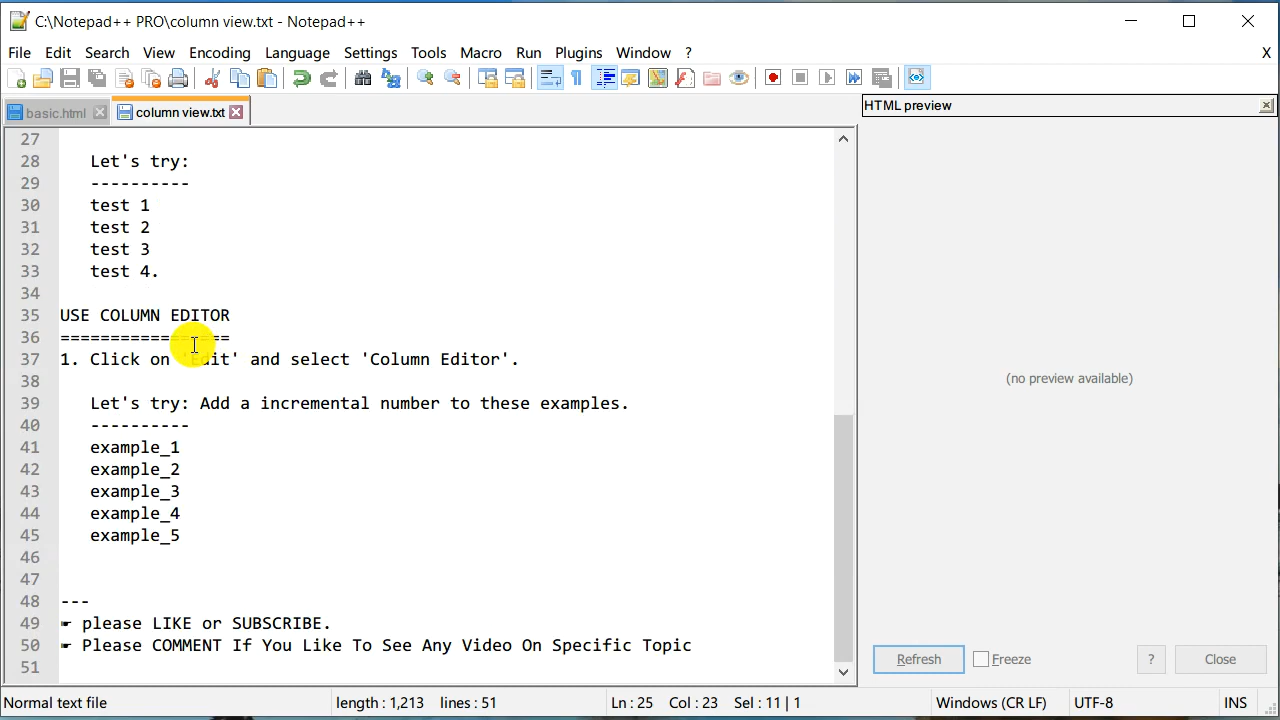 C:\Notepad++ PRO\column view.txt - Notepad++
File Edit Search View Encoding Language Settings Tools Macro Run Plugins Window ? X
basic.html column view.txt
HTML preview
27
28 Let's try:
29 ----------
30 test 1
31 test 2
32 test 3
33 test 4.
34
35 USE COLUMN EDITOR
36 =================
37 1. Click on 'Edit' and select 'Column Editor'.
38
39 Let's try: Add a incremental number to these examples.
40 ----------
41 example_1
42 example_2
43 example_3
44 example_4
45 example_5
46
47
48 ---
49 ☛ please LIKE or SUBSCRIBE.
50 ☛ Please COMMENT If You Like To See Any Video On Specific Topic
51
(no preview available)
Refresh Freeze ? Close
Normal text file length : 1,213 lines : 51 Ln : 25 Col : 23 Sel : 11 | 1 Windows (CR LF) UTF-8 INS